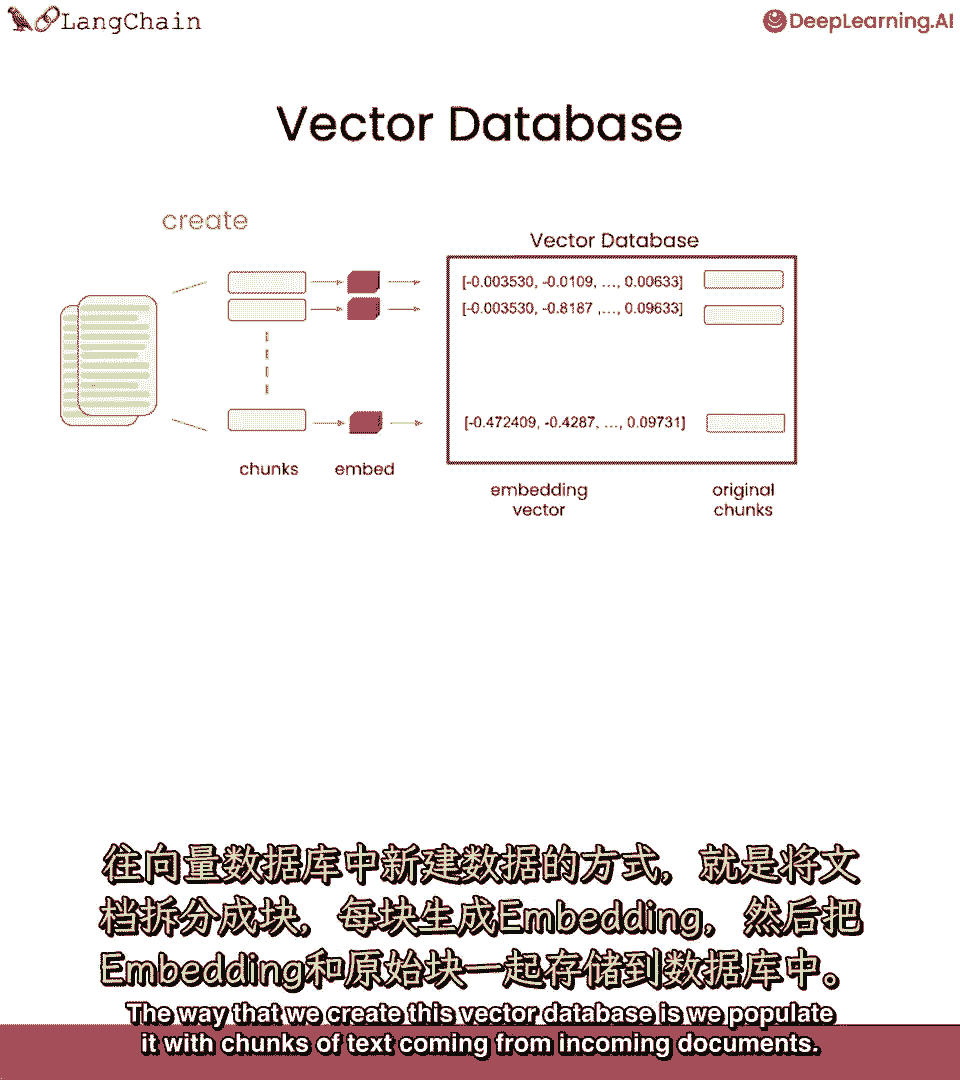 LangChain
DeepLearning.AI
Vector Database
create
Vector Database
[-0.003530, -0.0109, ..., 0.00633]
[-0.003530, -0.8187 ,..., 0.09633]
[-0.472409, -0.4287, ..., 0.09731]
chunks
embed
embedding
vector
original
chunks
往向量数据库中新建数据的方式，就是将文
档拆分成块，每块生成Embedding，然后把
Embedding和原始块一起存储到数据库中。
The way that we create this vector database is we populate
it with chunks of text coming from incoming documents.